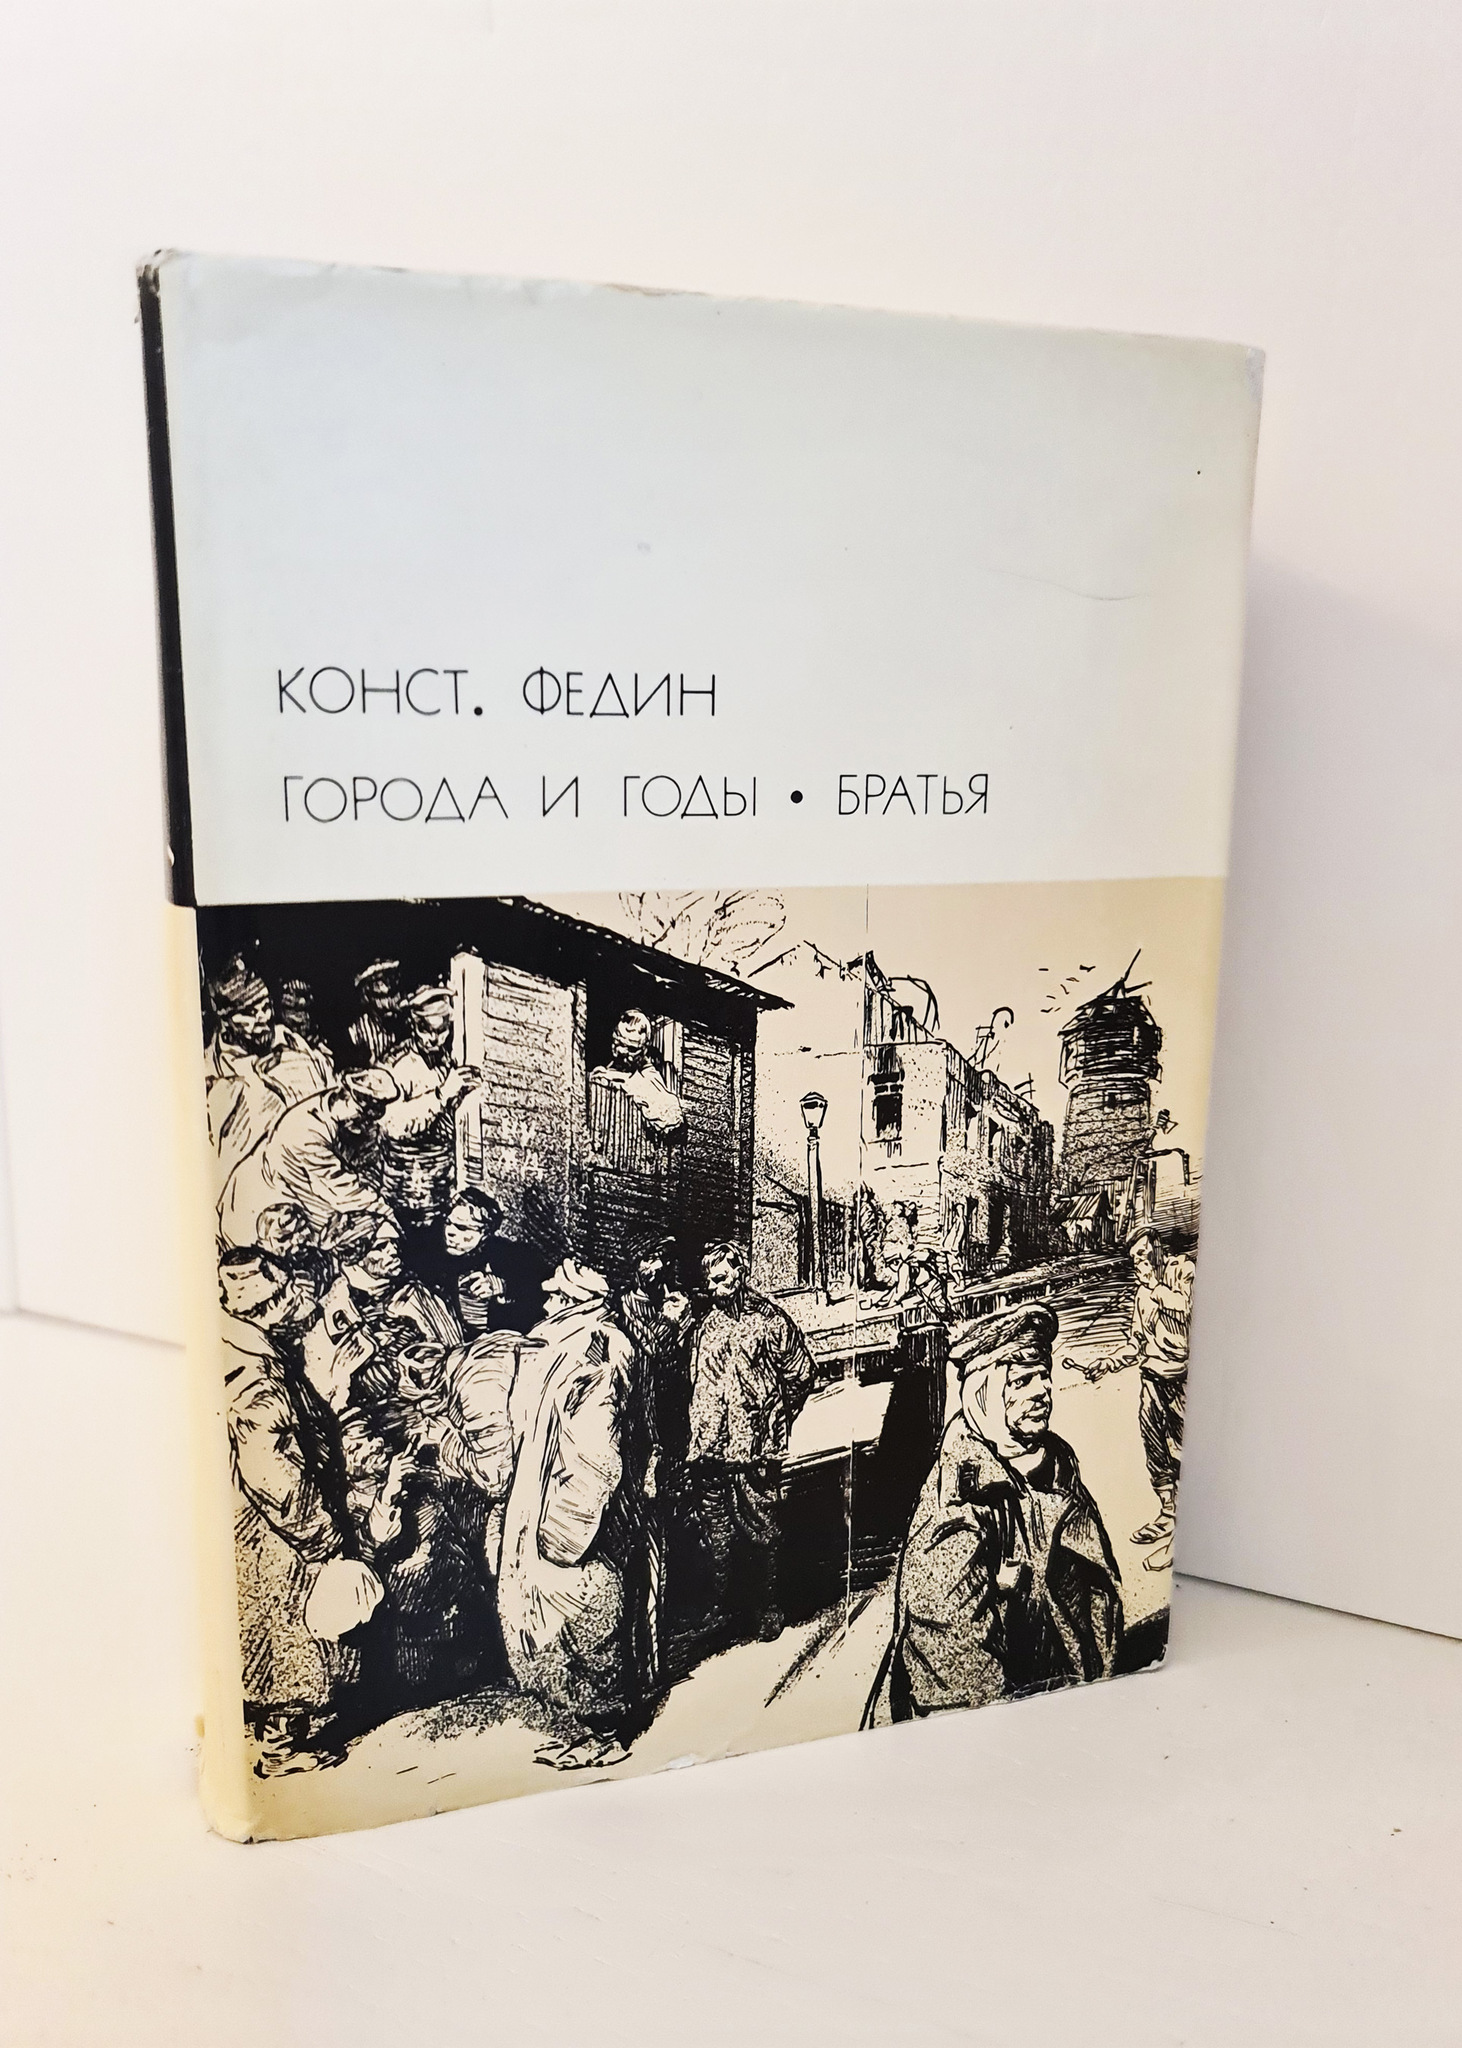 КОНСТ. ФЕДИН
ГОРОДА И ГОДЫ • БРАТЬЯ